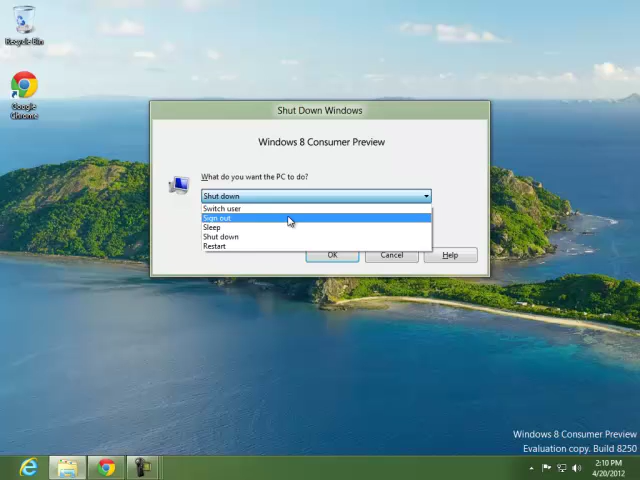 Recycle Bin
Google
Chrome
Shut Down Windows
Windows 8 Consumer Preview
What do you want the PC to do?
Shut down
Switch user
Sign out
Sleep
Shut down
Restart
OK
Cancel
Help
Windows 8 Consumer Preview
Evaluation copy. Build 8250
2:10 PM
4/20/2012